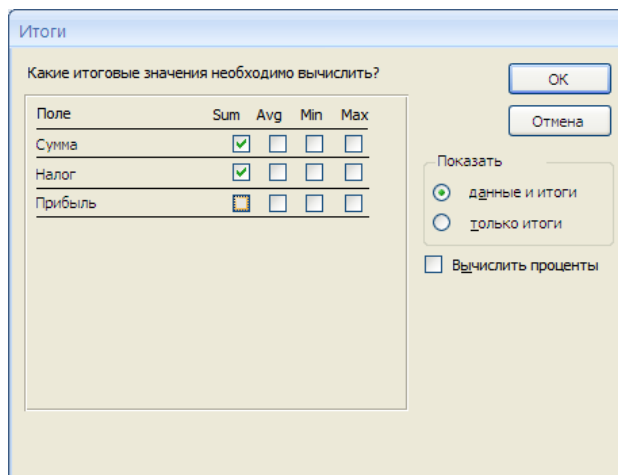 Итоги
Какие итоговые значения необходимо вычислить?
ОК
Поле Sum Avg Min Max
Отмена
Сумма
Показать
Налог
данные и итоги
Прибыль
только итоги
Вычислить проценты